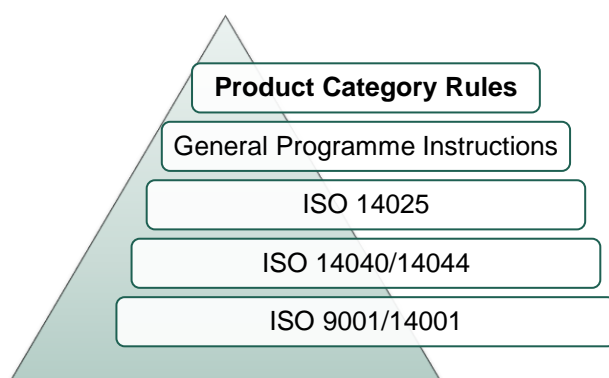 Product Category Rules
General Programme Instructions
ISO 14025
ISO 14040/14044
ISO 9001/14001